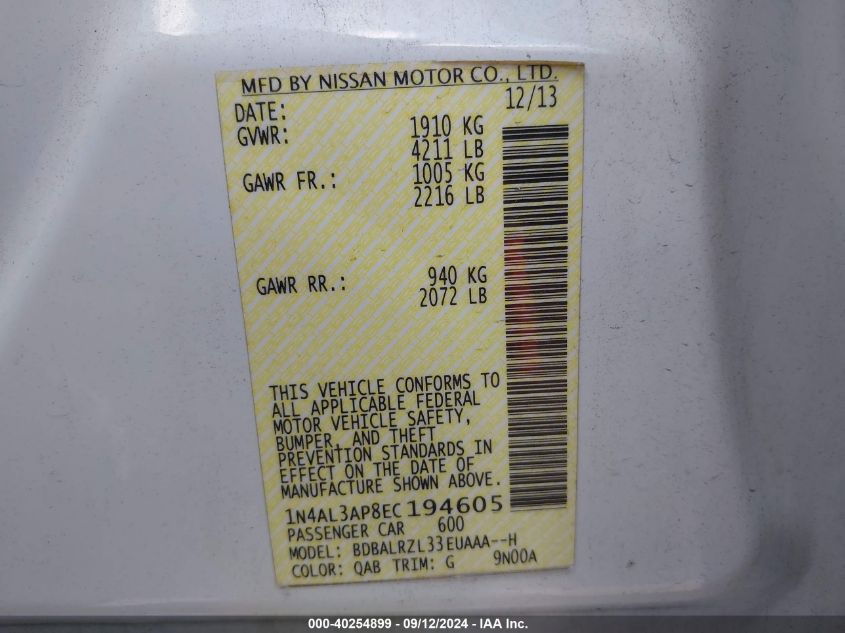 MFD BY NISSAN MOTOR CO., LTD.
DATE: 12/13
GVWR: 1910 KG
4211 LB
GAWR FR.: 1005 KG
2216 LB
GAWR RR.: 940 KG
2072 LB
THIS VEHICLE CONFORMS TO
ALL APPLICABLE FEDERAL
MOTOR VEHICLE SAFETY,
BUMPER, AND THEFT
PREVENTION STANDARDS IN
EFFECT ON THE DATE OF
MANUFACTURE SHOWN ABOVE.
1N4AL3AP8EC194605
PASSENGER CAR 600
MODEL: BDBALRZL33EUAAA--H
COLOR: QAB TRIM: G 9N00A
000-40254899 - 09/12/2024 - IAA Inc.